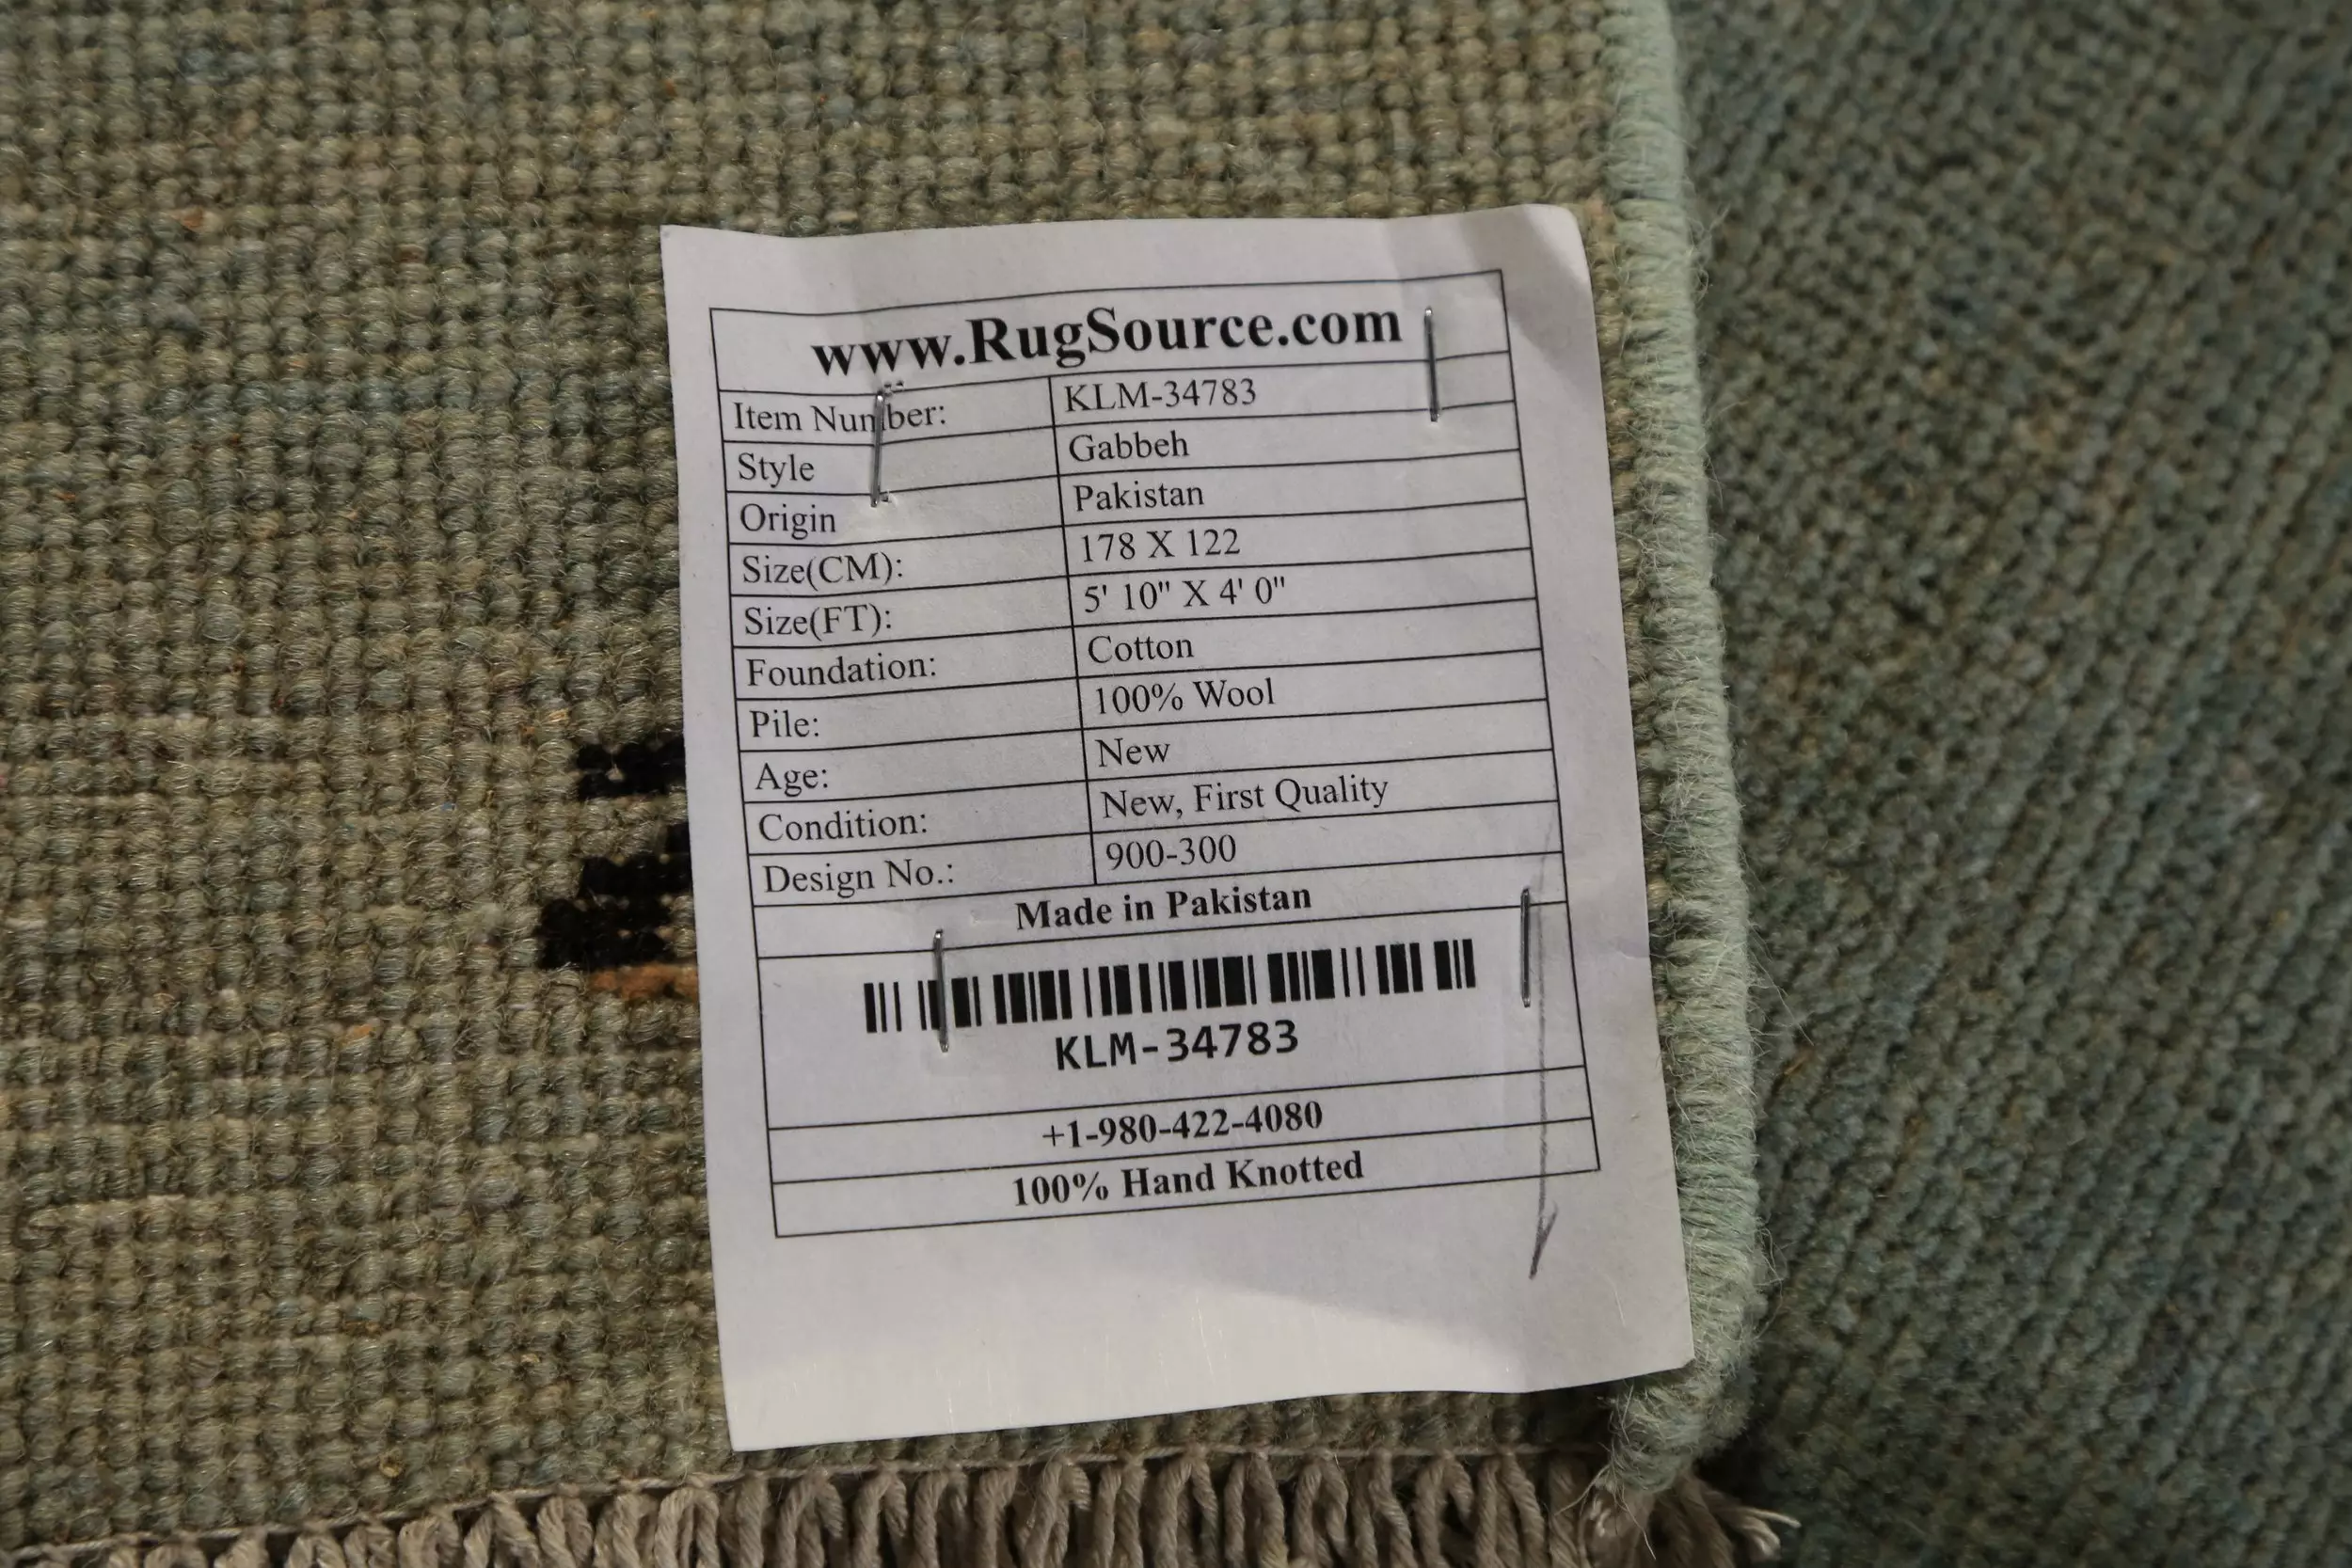 www.RugSource.com
Item Number: KLM-34783
Style Gabbeh
Origin Pakistan
Size(CM): 178 X 122
Size(FT): 5' 10" X 4' 0"
Foundation: Cotton
Pile: 100% Wool
Age: New
Condition: New, First Quality
Design No.: 900-300
Made in Pakistan
KLM-34783
+1-980-422-4080
100% Hand Knotted